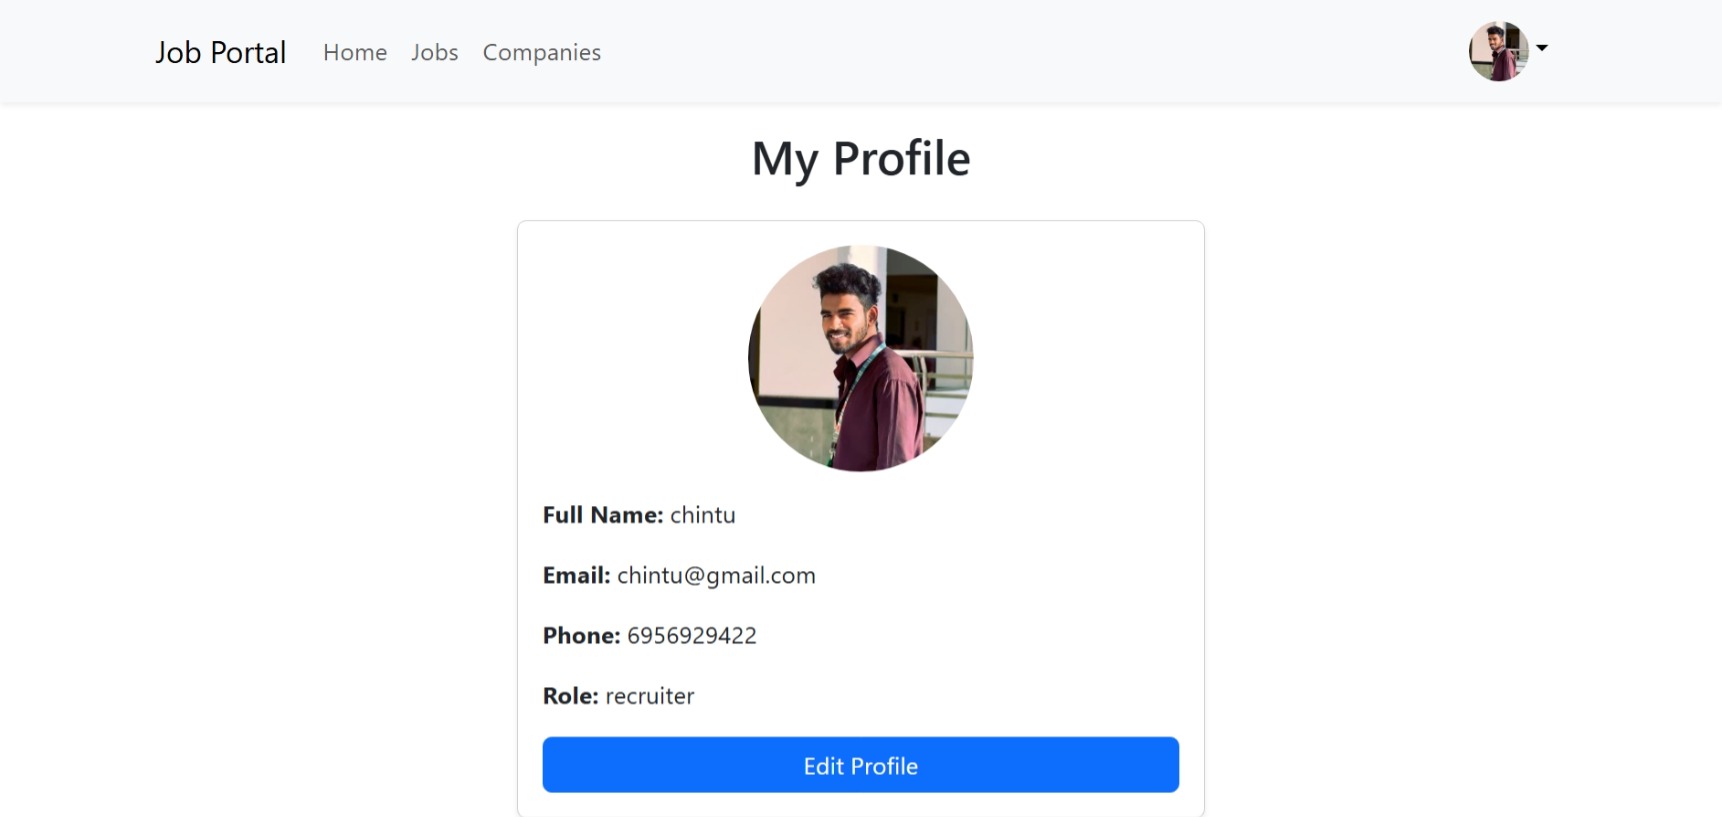 Job Portal Home Jobs Companies
My Profile
Full Name: chintu
Email: chintu@gmail.com
Phone: 6956929422
Role: recruiter
Edit Profile